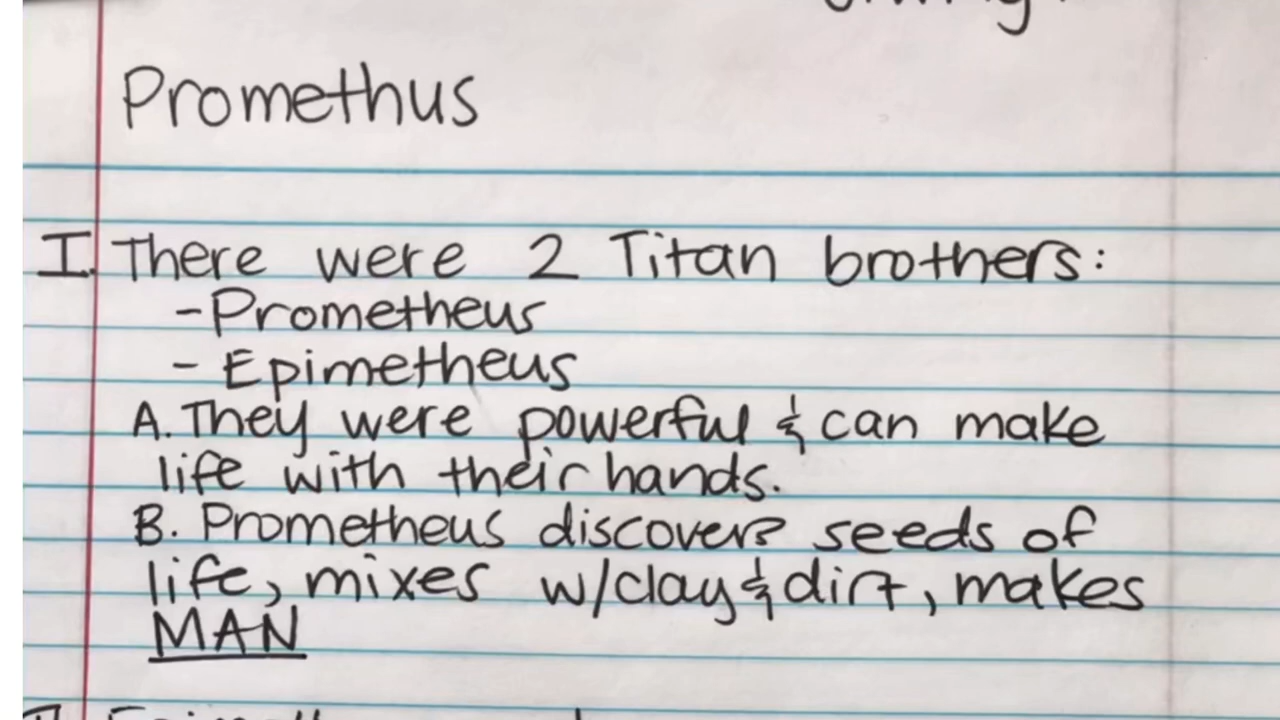 Promethus
I. There were 2 Titan brothers:
- Prometheus
- Epimetheus
A. They were powerful & can make
life with their hands.
B. Prometheus discovers seeds of
life, mixes w/clay & dirt, makes
MAN